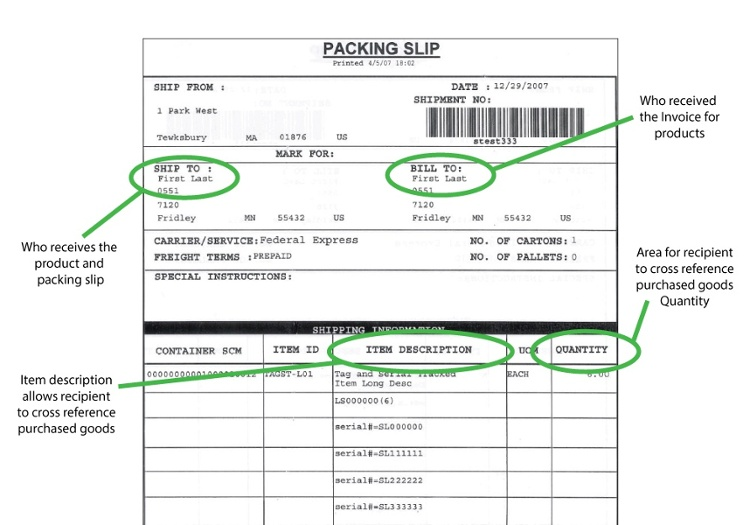 PACKING SLIP
Printed 4/5/07 18:02
SHIP FROM :
DATE : 12/29/2007
SHIPMENT NO:
1 Park West
Tewksbury MA 01876 US
stest333
MARK FOR:
SHIP TO :
First Last
0551
7120
Fridley MN 55432 US
BILL TO:
First Last
0551
7120
Fridley MN 55432 US
CARRIER/SERVICE: Federal Express
NO. OF CARTONS: 1
FREIGHT TERMS : PREPAID
NO. OF PALLETS: 0
SPECIAL INSTRUCTIONS:
SHIPPING INFORMATION
CONTAINER SCM ITEM ID ITEM DESCRIPTION UOM QUANTITY
TAGST-L01 Tag and Serial Tracked EACH 6.00
Item Long Desc
LS000000(6)
serial#=SL000000
serial#=SL111111
serial#=SL222222
serial#=SL333333
Who received
the Invoice for
products
Who receives the
product and
packing slip
Area for recipient
to cross reference
purchased goods
Quantity
Item description
allows recipient
to cross reference
purchased goods